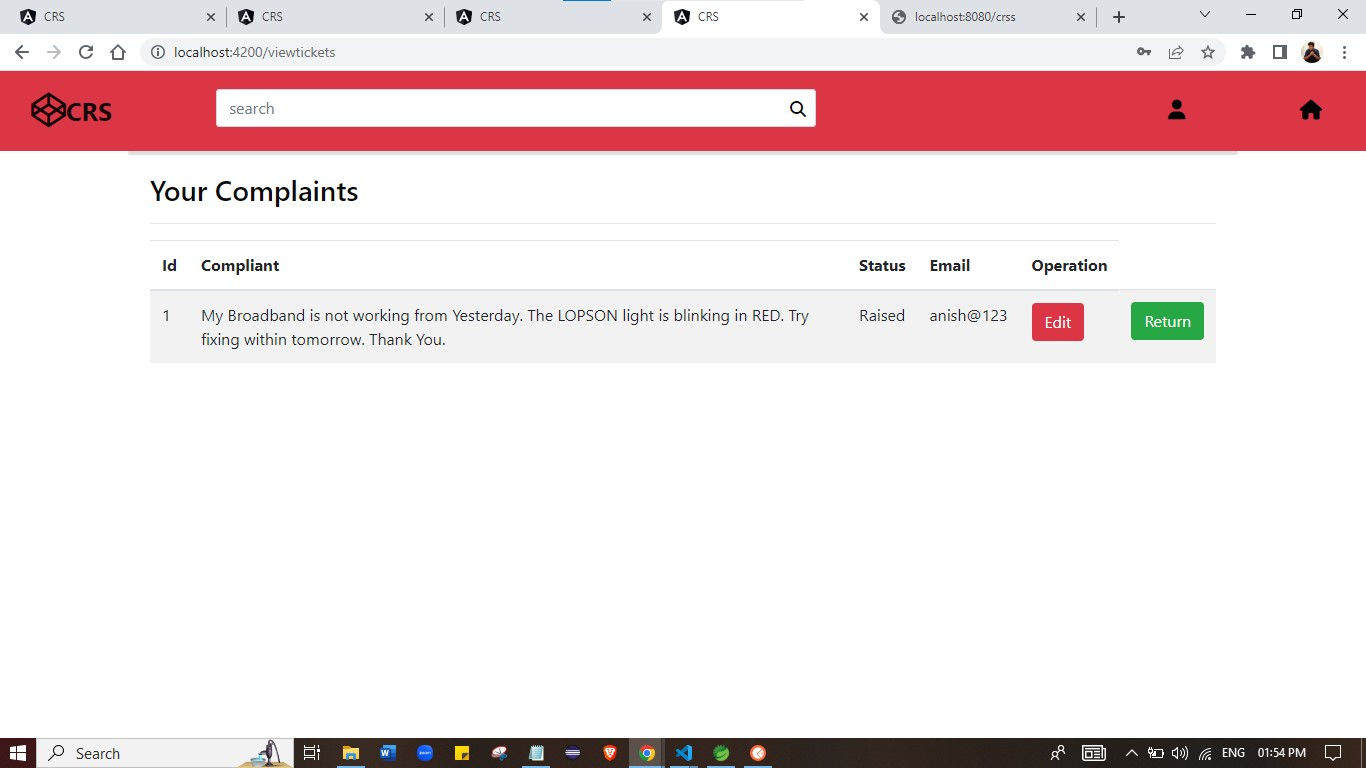 CRS
CRS
CRS
CRS
localhost:8080/crss
localhost:4200/viewtickets
CRS
search
Your Complaints
Id Compliant Status Email Operation
1 My Broadband is not working from Yesterday. The LOPSON light is blinking in RED. Try Raised anish@123 Edit Return
fixing within tomorrow. Thank You.
Search
ENG 01:54 PM